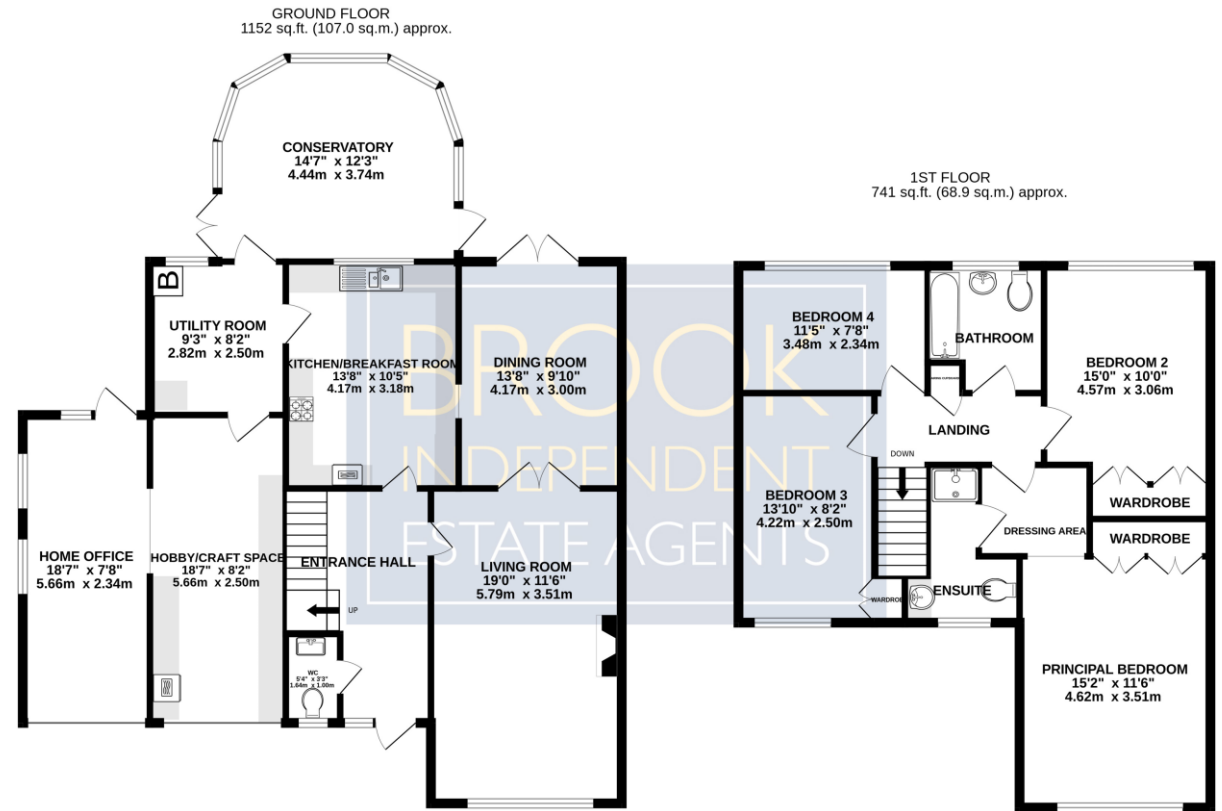 GROUND FLOOR
1152 sq.ft. (107.0 sq.m.) approx.
CONSERVATORY
14'7" x 12'3"
4.44m x 3.74m
B
UTILITY ROOM
9'3" x 8'2"
2.82m x 2.50m
KITCHEN/BREAKFAST ROOM
13'8" x 10'5"
4.17m x 3.18m
DINING ROOM
13'8" x 9'10"
4.17m x 3.00m
HOME OFFICE
18'7" x 7'8"
5.66m x 2.34m
HOBBY/CRAFT SPACE
18'7" x 8'2"
5.66m x 2.50m
ENTRANCE HALL
UP
LIVING ROOM
19'0" x 11'6"
5.79m x 3.51m
WC
5'4" x 3'3"
1.64m x 1.00m
1ST FLOOR
741 sq.ft. (68.9 sq.m.) approx.
BEDROOM 4
11'5" x 7'8"
3.48m x 2.34m
BATHROOM
BEDROOM 2
15'0" x 10'0"
4.57m x 3.06m
LANDING
DOWN
BEDROOM 3
13'10" x 8'2"
4.22m x 2.50m
WARDROBE
DRESSING AREA
WARDROBE
ENSUITE
WARDROBE
PRINCIPAL BEDROOM
15'2" x 11'6"
4.62m x 3.51m
BROOK
INDEPENDENT
ESTATE AGENTS